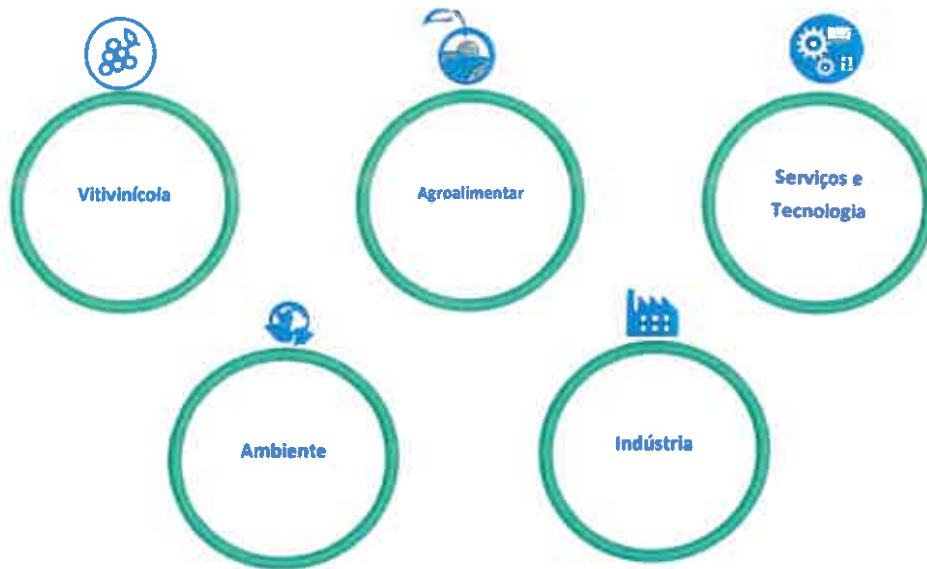 Vitivinícola
Agroalimentar
Serviços e
Tecnologia
Ambiente
Indústria